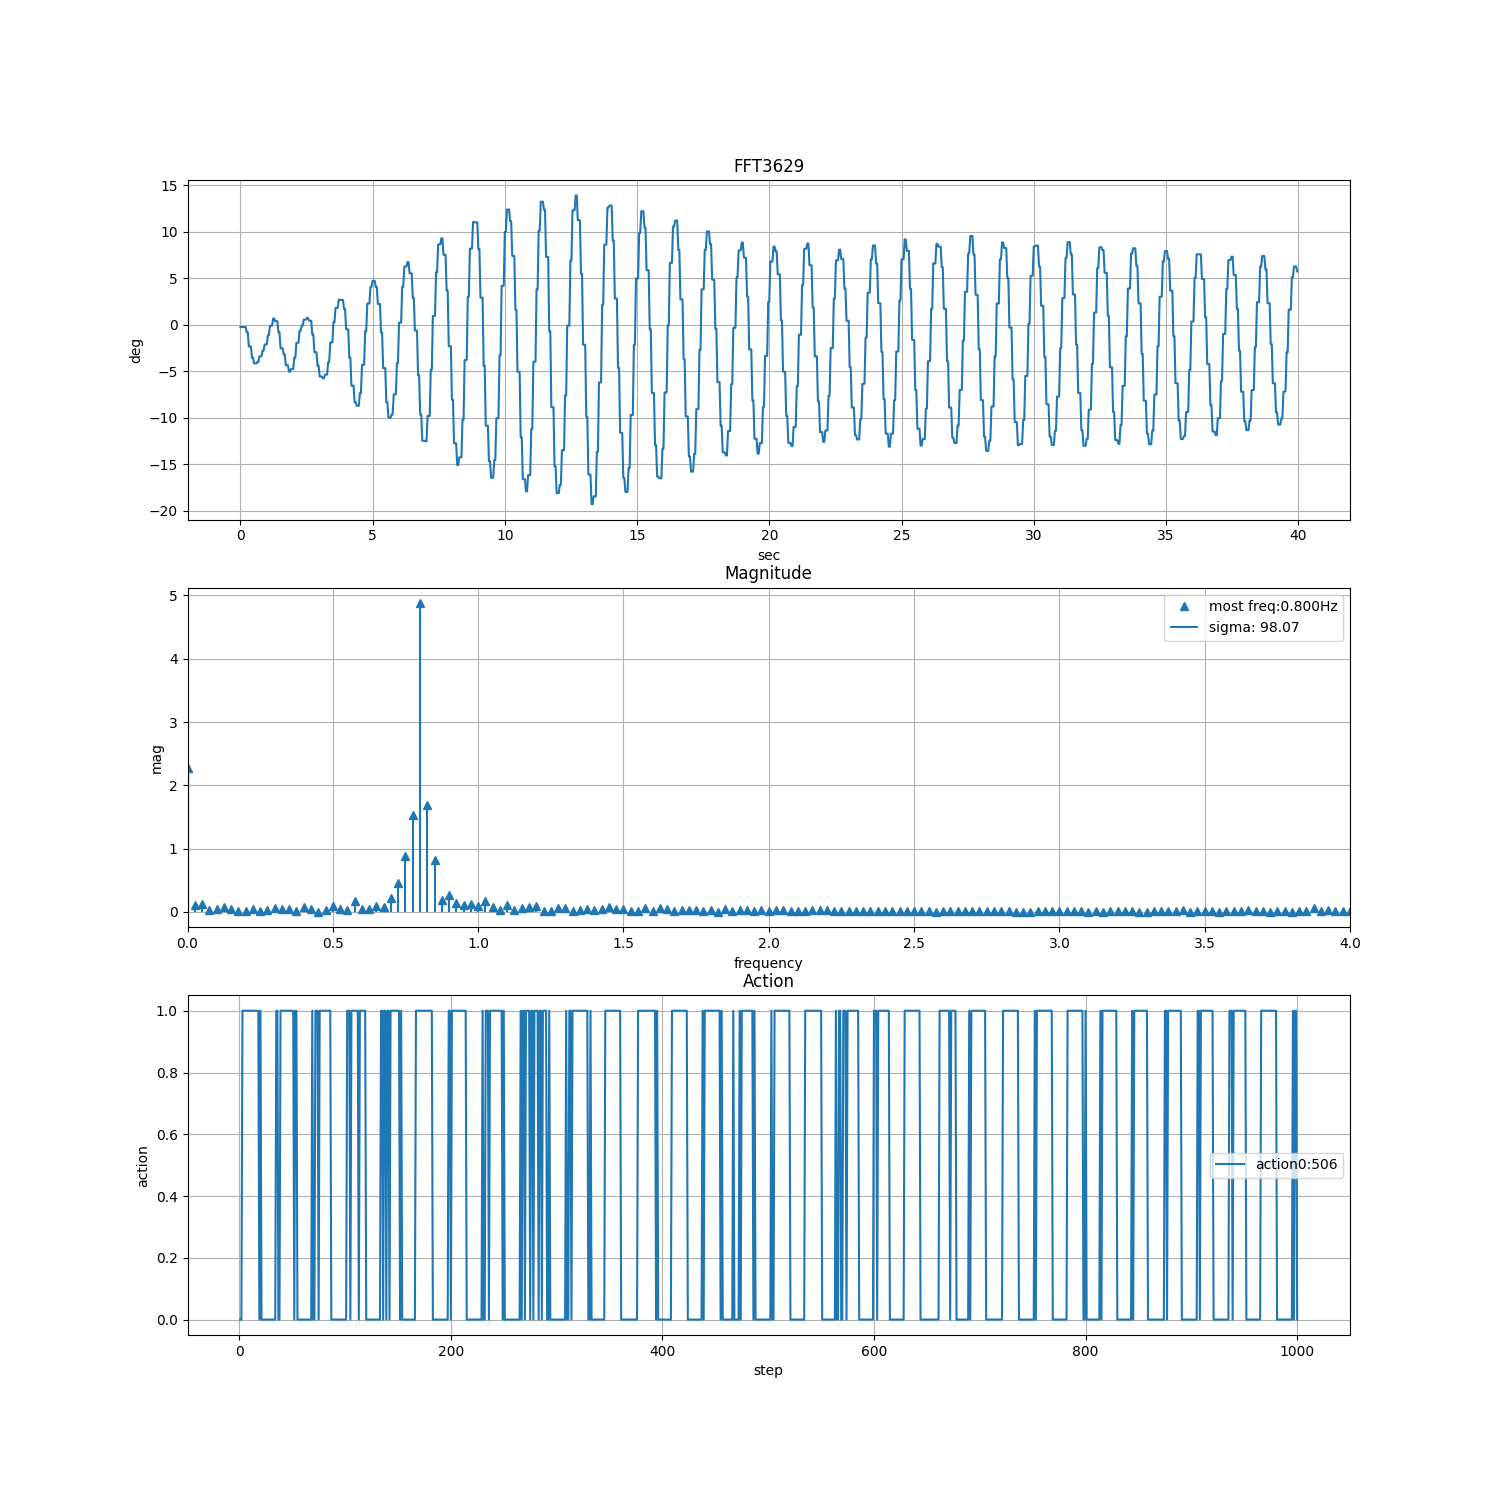 FFT3629
15
10
5
0
−5
−10
−15
−20
deg
0 5 10 15 20 25 30 35 40
sec
Magnitude
5
4
3
2
1
0
mag
most freq:0.800Hz
sigma: 98.07
0.0 0.5 1.0 1.5 2.0 2.5 3.0 3.5 4.0
frequency
Action
1.0
0.8
0.6
0.4
0.2
0.0
action
action0:506
0 200 400 600 800 1000
step